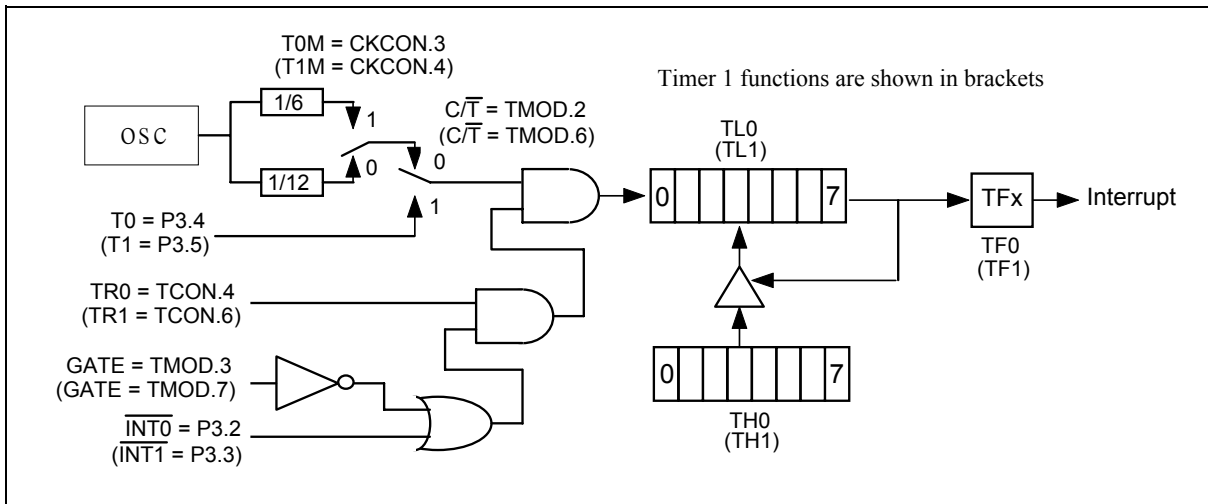 T0M = CKCON.3
(T1M = CKCON.4)
Timer 1 functions are shown in brackets
OSC
1/6
1
0
1/12
C/T̅ = TMOD.2
(C/T̅ = TMOD.6)
0
1
T0 = P3.4
(T1 = P3.5)
TL0
(TL1)
0
7
TFx
Interrupt
TF0
(TF1)
TR0 = TCON.4
(TR1 = TCON.6)
GATE = TMOD.3
(GATE = TMOD.7)
I̅N̅T̅0̅ = P3.2
(I̅N̅T̅1̅ = P3.3)
0
7
TH0
(TH1)